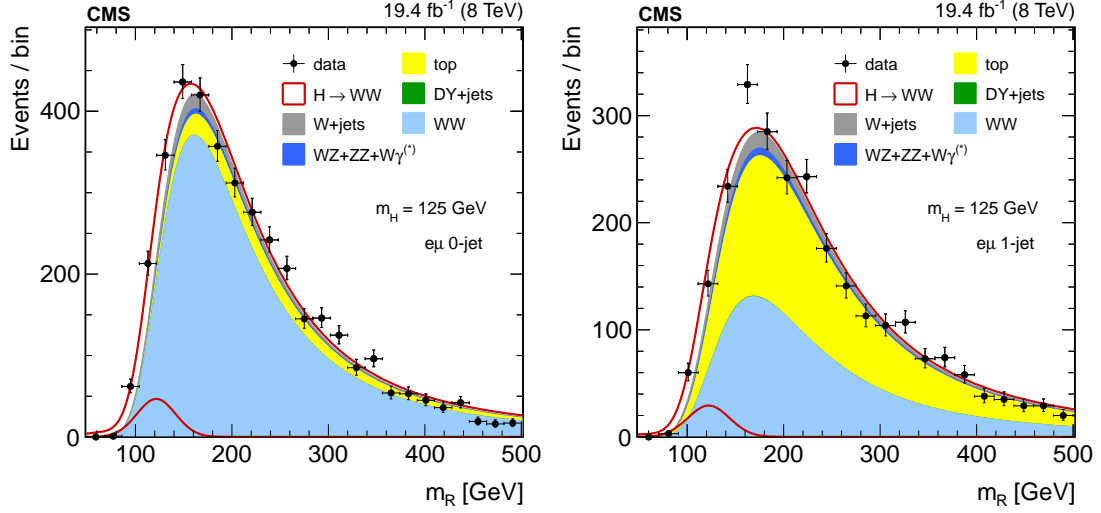 CMS 19.4 fb⁻¹ (8 TeV)
Events / bin
data
top
H → WW
DY+jets
W+jets
WW
WZ+ZZ+Wγ(*)
m_H = 125 GeV
eμ 0-jet
400
200
0
100 200 300 400 500
m_R [GeV]
CMS 19.4 fb⁻¹ (8 TeV)
Events / bin
data
top
H → WW
DY+jets
W+jets
WW
WZ+ZZ+Wγ(*)
m_H = 125 GeV
eμ 1-jet
300
200
100
0
100 200 300 400 500
m_R [GeV]